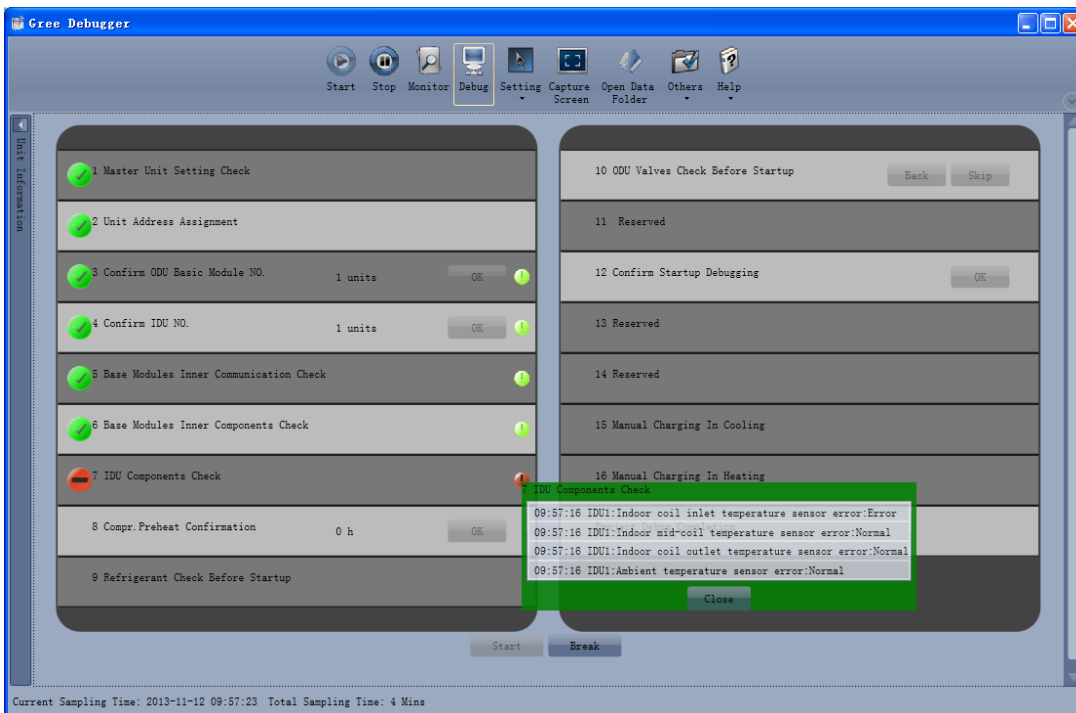 Gree Debugger
Start Stop Monitor Debug Setting Capture Screen Open Data Folder Others Help
Unit Information
1 Master Unit Setting Check
2 Unit Address Assignment
3 Confirm ODU Basic Module NO. 1 units OK
4 Confirm IDU NO. 1 units OK
5 Base Modules Inner Communication Check
6 Base Modules Inner Components Check
7 IDU Components Check
8 Compr.Preheat Confirmation 0 h OK
9 Refrigerant Check Before Startup
10 ODU Valves Check Before Startup Back Skip
11 Reserved
12 Confirm Startup Debugging OK
13 Reserved
14 Reserved
15 Manual Charging In Cooling
16 Manual Charging In Heating
7 IDU Components Check
09:57:16 IDU1:Indoor coil inlet temperature sensor error:Error
09:57:16 IDU1:Indoor mid-coil temperature sensor error:Normal
09:57:16 IDU1:Indoor coil outlet temperature sensor error:Normal
09:57:16 IDU1:Ambient temperature sensor error:Normal
Close
Start Break
Current Sampling Time: 2013-11-12 09:57:23 Total Sampling Time: 4 Mins